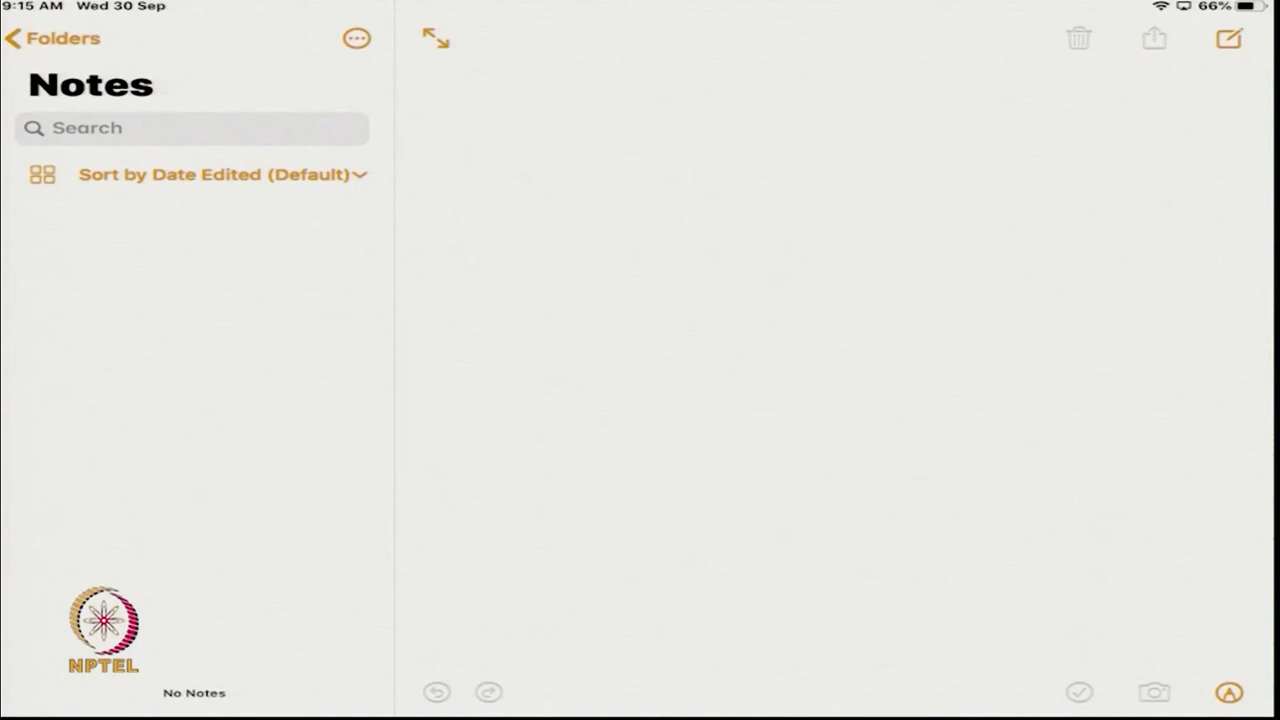 9:15 AM Wed 30 Sep
66%
Folders
Notes
Search
Sort by Date Edited (Default)
NPTEL
No Notes